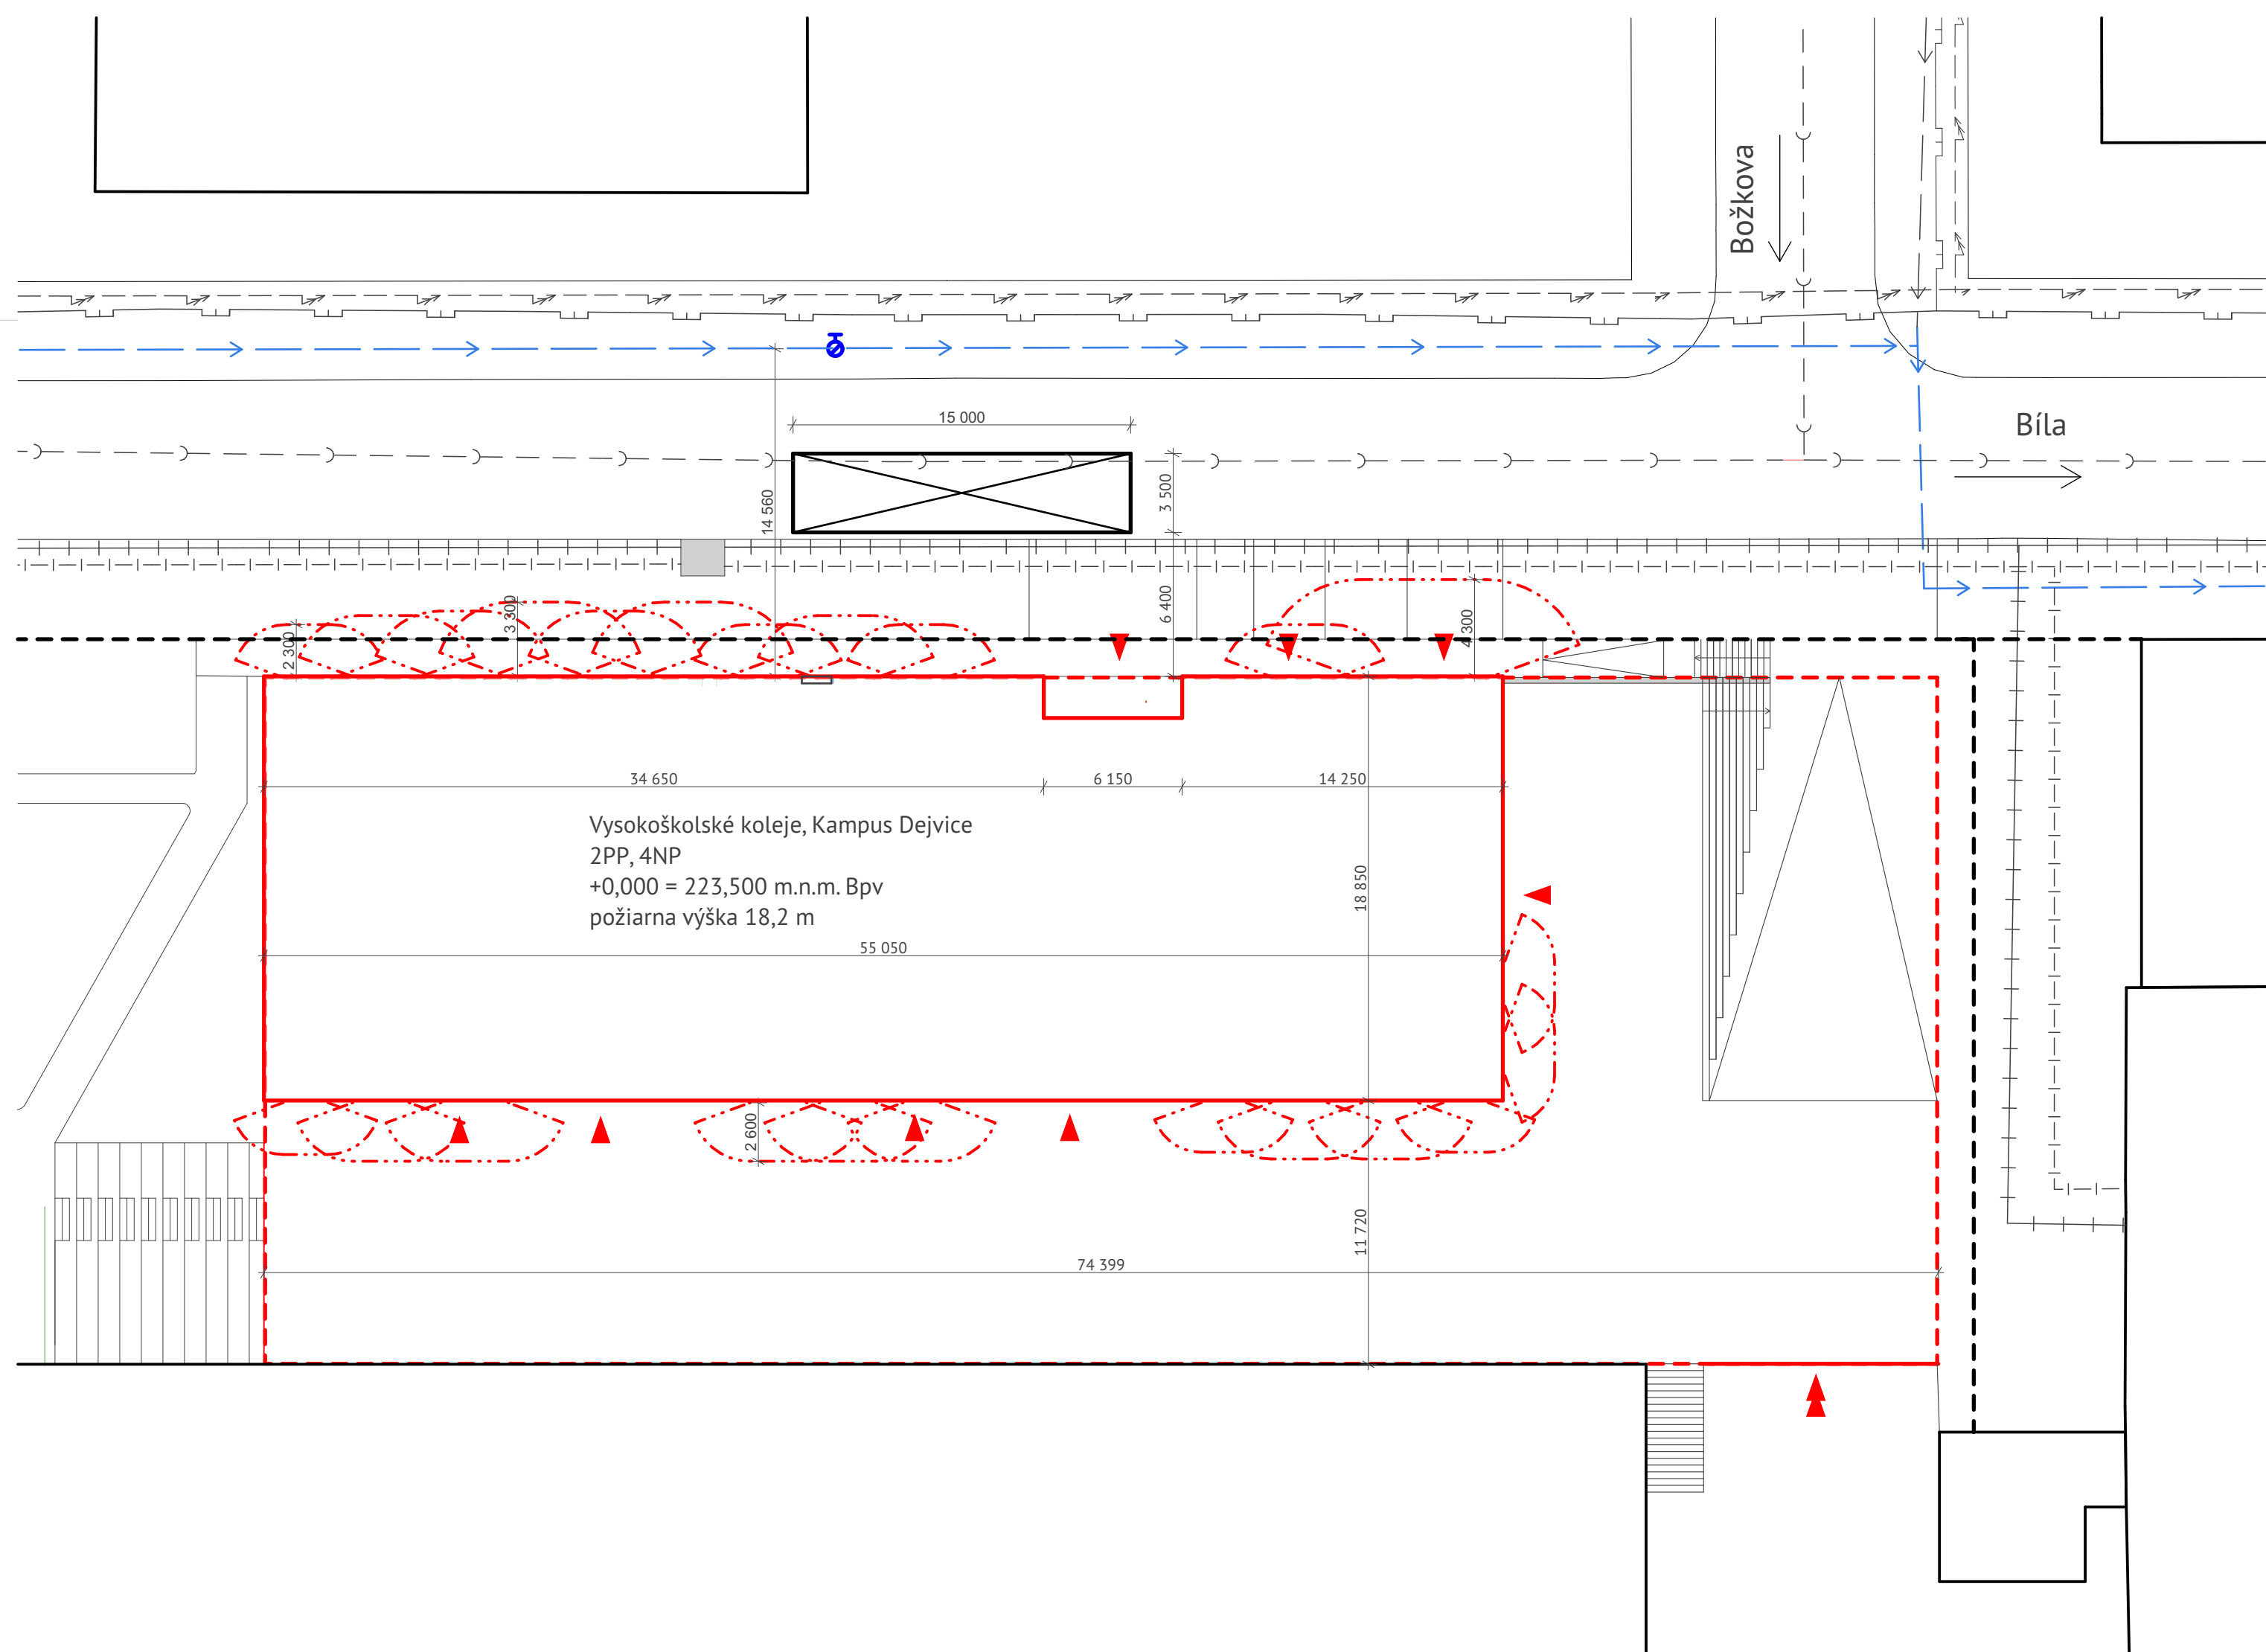 Božkova
15 000
Bíla
14 560
3 500
6 400
3 300
2 300
4 300
34 650
6 150
14 250
Vysokoškolské koleje, Kampus Dejvice
2PP, 4NP
+0,000 = 223,500 m.n.m. Bpv
požiarna výška 18,2 m
18 850
55 050
2 600
11 720
74 399